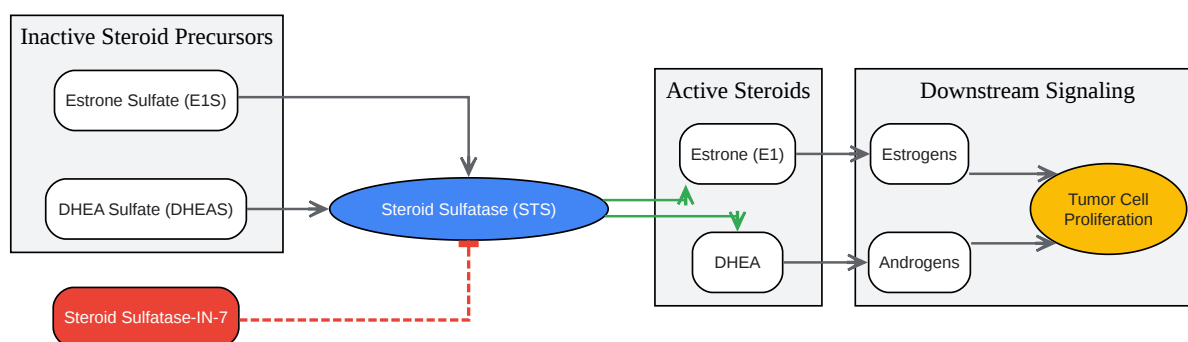 Inactive Steroid Precursors
Estrone Sulfate (E1S)
DHEA Sulfate (DHEAS)
Steroid Sulfatase-IN-7
Steroid Sulfatase (STS)
Active Steroids
Estrone (E1)
DHEA
Downstream Signaling
Estrogens
Androgens
Tumor Cell
Proliferation